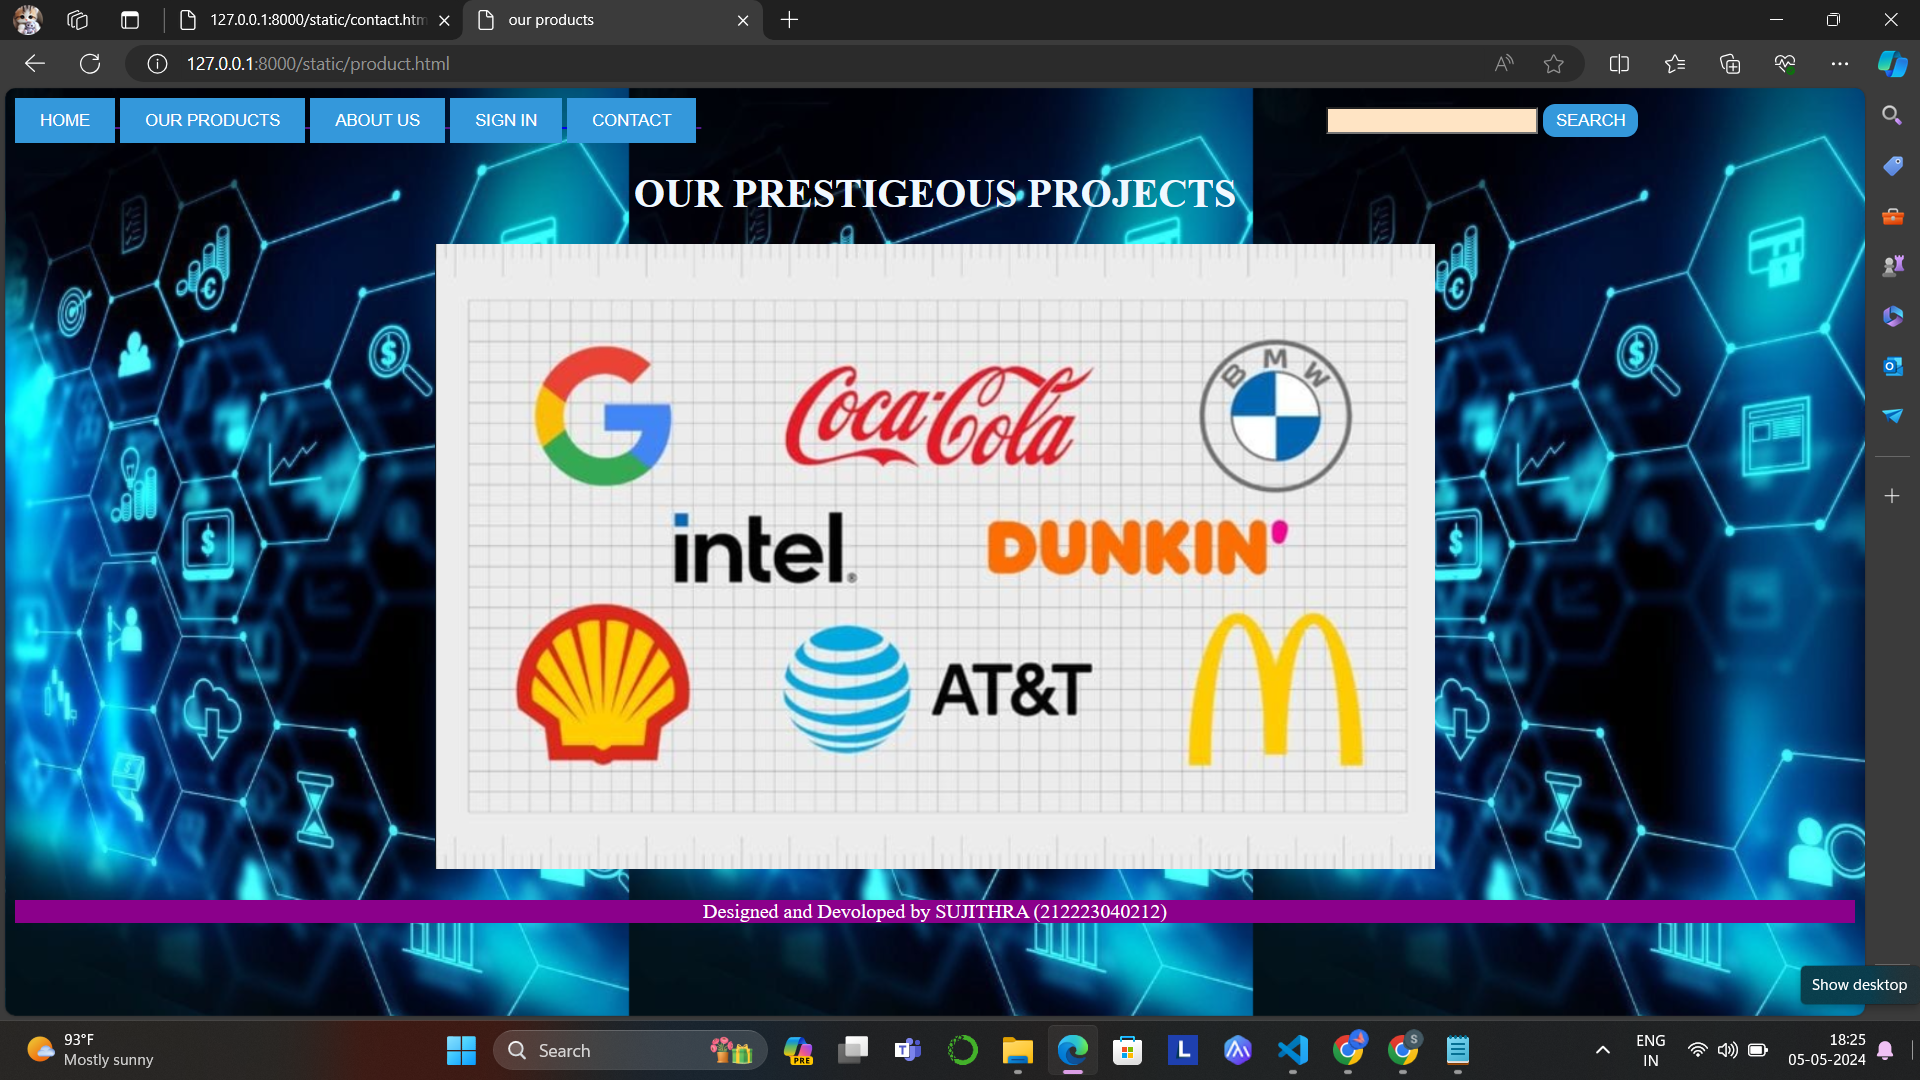 127.0.0.1:8000/static/contact.htm
our products
127.0.0.1:8000/static/product.html
HOME
OUR PRODUCTS
ABOUT US
SIGN IN
CONTACT
SEARCH
OUR PRESTIGEOUS PROJECTS
Coca-Cola
BMW
intel®
DUNKIN'
AT&T
Designed and Devoloped by SUJITHRA (212223040212)
Show desktop
93°F
Mostly sunny
Search
PRE
T
L
S
ENG
IN
18:25
05-05-2024